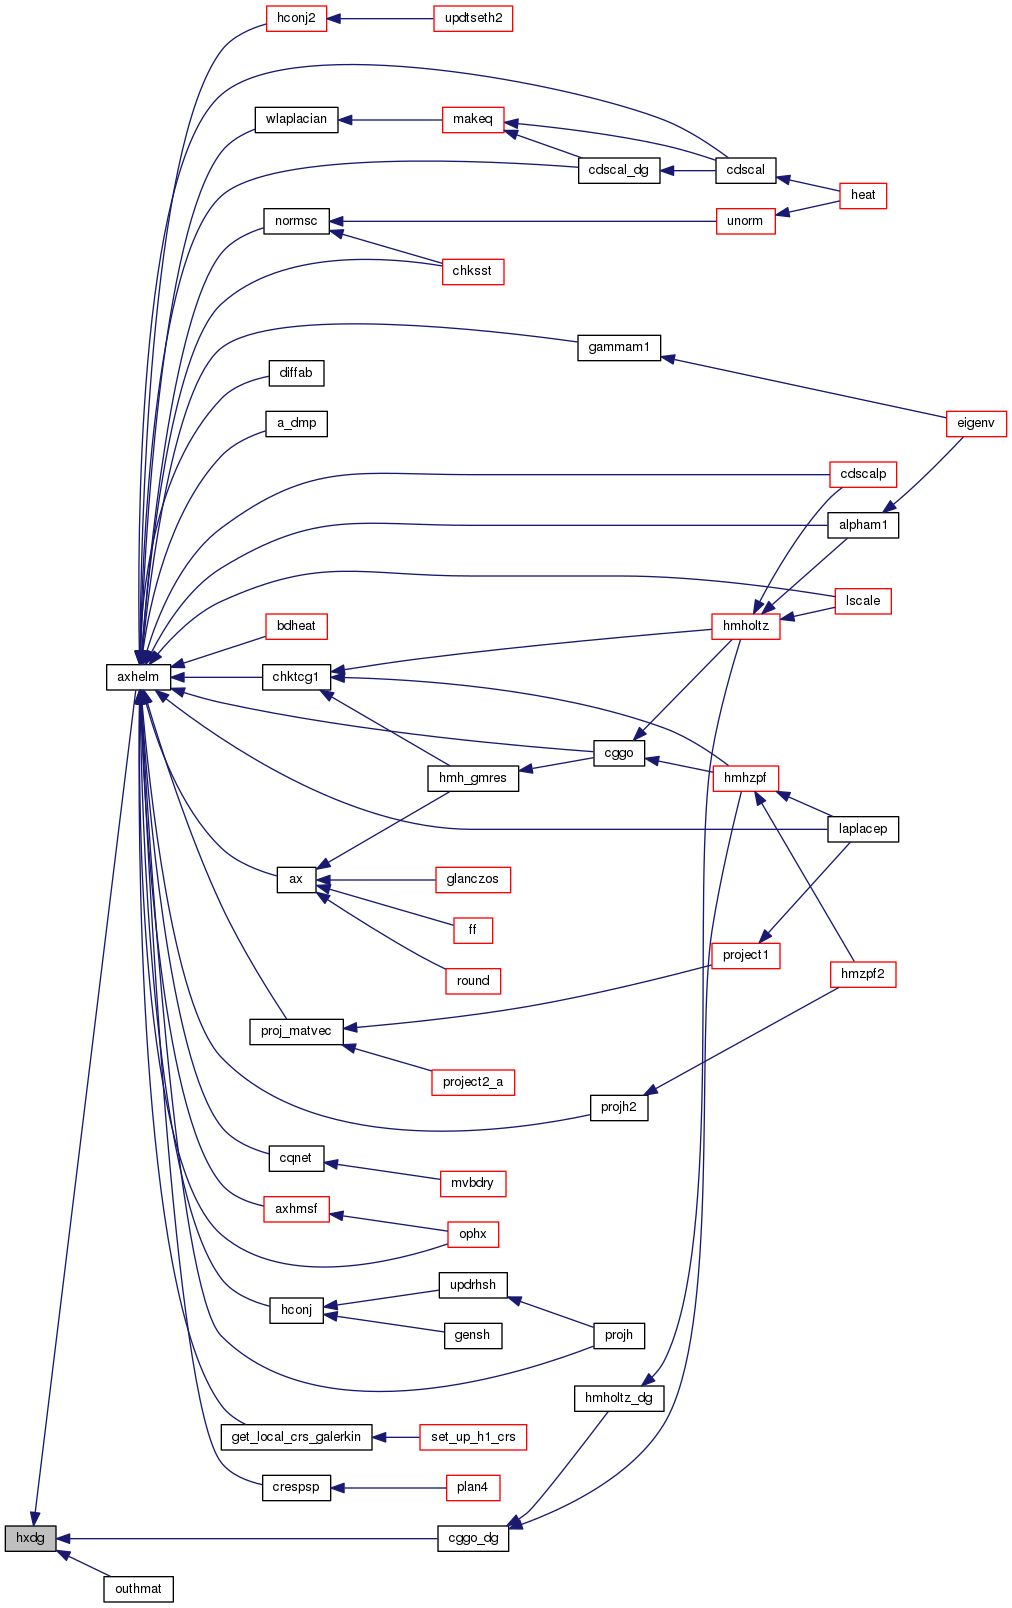 hconj2
updtseth2
wlaplacian
makeq
cdscal_dg
cdscal
heat
normsc
unorm
chksst
gammam1
diffab
a_dmp
eigenv
cdscalp
alpham1
lscale
bdheat
hmholtz
axhelm
chktcg1
cggo
hmh_gmres
hmhzpf
laplacep
ax
glanczos
ff
project1
round
hmzpf2
proj_matvec
project2_a
projh2
cqnet
mvbdry
axhmsf
ophx
updrhsh
hconj
gensh
projh
hmholtz_dg
get_local_crs_galerkin
set_up_h1_crs
crespsp
plan4
hxdg
cggo_dg
outhmat